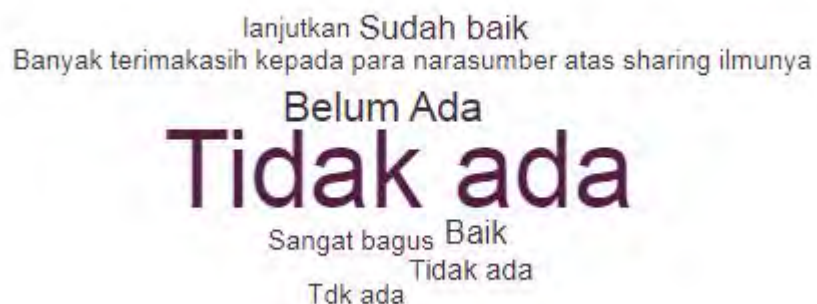 lanjutkan Sudah baik
Banyak terimakasih kepada para narasumber atas sharing ilmunya
Belum Ada
Tidak ada
Sangat bagus Baik
Tidak ada
Tdk ada